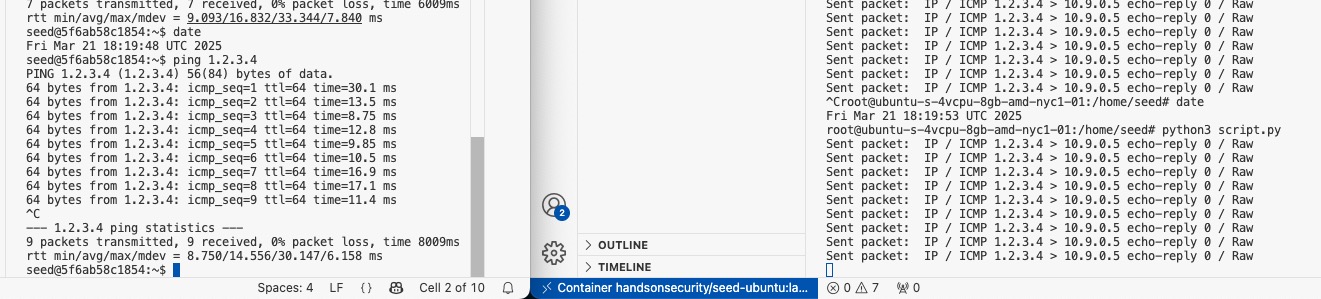 7 packets transmitted, 7 received, 0% packet loss, time 6009ms
rtt min/avg/max/mdev = 9.093/16.832/33.344/7.840 ms
seed@5f6ab58c1854:~$ date
Fri Mar 21 18:19:48 UTC 2025
seed@5f6ab58c1854:~$ ping 1.2.3.4
PING 1.2.3.4 (1.2.3.4) 56(84) bytes of data.
64 bytes from 1.2.3.4: icmp_seq=1 ttl=64 time=30.1 ms
64 bytes from 1.2.3.4: icmp_seq=2 ttl=64 time=13.5 ms
64 bytes from 1.2.3.4: icmp_seq=3 ttl=64 time=8.75 ms
64 bytes from 1.2.3.4: icmp_seq=4 ttl=64 time=12.8 ms
64 bytes from 1.2.3.4: icmp_seq=5 ttl=64 time=9.85 ms
64 bytes from 1.2.3.4: icmp_seq=6 ttl=64 time=10.5 ms
64 bytes from 1.2.3.4: icmp_seq=7 ttl=64 time=16.9 ms
64 bytes from 1.2.3.4: icmp_seq=8 ttl=64 time=17.1 ms
64 bytes from 1.2.3.4: icmp_seq=9 ttl=64 time=11.4 ms
^C
--- 1.2.3.4 ping statistics ---
9 packets transmitted, 9 received, 0% packet loss, time 8009ms
rtt min/avg/max/mdev = 8.750/14.556/30.147/6.158 ms
seed@5f6ab58c1854:~$
Spaces: 4 LF {} Cell 2 of 10
2
OUTLINE
TIMELINE
Container handsonsecurity/seed-ubuntu:la...
Sent packet: IP / ICMP 1.2.3.4 > 10.9.0.5 echo-reply 0 / Raw
Sent packet: IP / ICMP 1.2.3.4 > 10.9.0.5 echo-reply 0 / Raw
Sent packet: IP / ICMP 1.2.3.4 > 10.9.0.5 echo-reply 0 / Raw
Sent packet: IP / ICMP 1.2.3.4 > 10.9.0.5 echo-reply 0 / Raw
Sent packet: IP / ICMP 1.2.3.4 > 10.9.0.5 echo-reply 0 / Raw
Sent packet: IP / ICMP 1.2.3.4 > 10.9.0.5 echo-reply 0 / Raw
Sent packet: IP / ICMP 1.2.3.4 > 10.9.0.5 echo-reply 0 / Raw
^Croot@ubuntu-s-4vcpu-8gb-amd-nyc1-01:/home/seed# date
Fri Mar 21 18:19:53 UTC 2025
root@ubuntu-s-4vcpu-8gb-amd-nyc1-01:/home/seed# python3 script.py
Sent packet: IP / ICMP 1.2.3.4 > 10.9.0.5 echo-reply 0 / Raw
Sent packet: IP / ICMP 1.2.3.4 > 10.9.0.5 echo-reply 0 / Raw
Sent packet: IP / ICMP 1.2.3.4 > 10.9.0.5 echo-reply 0 / Raw
Sent packet: IP / ICMP 1.2.3.4 > 10.9.0.5 echo-reply 0 / Raw
Sent packet: IP / ICMP 1.2.3.4 > 10.9.0.5 echo-reply 0 / Raw
Sent packet: IP / ICMP 1.2.3.4 > 10.9.0.5 echo-reply 0 / Raw
Sent packet: IP / ICMP 1.2.3.4 > 10.9.0.5 echo-reply 0 / Raw
Sent packet: IP / ICMP 1.2.3.4 > 10.9.0.5 echo-reply 0 / Raw
Sent packet: IP / ICMP 1.2.3.4 > 10.9.0.5 echo-reply 0 / Raw
0 7 0